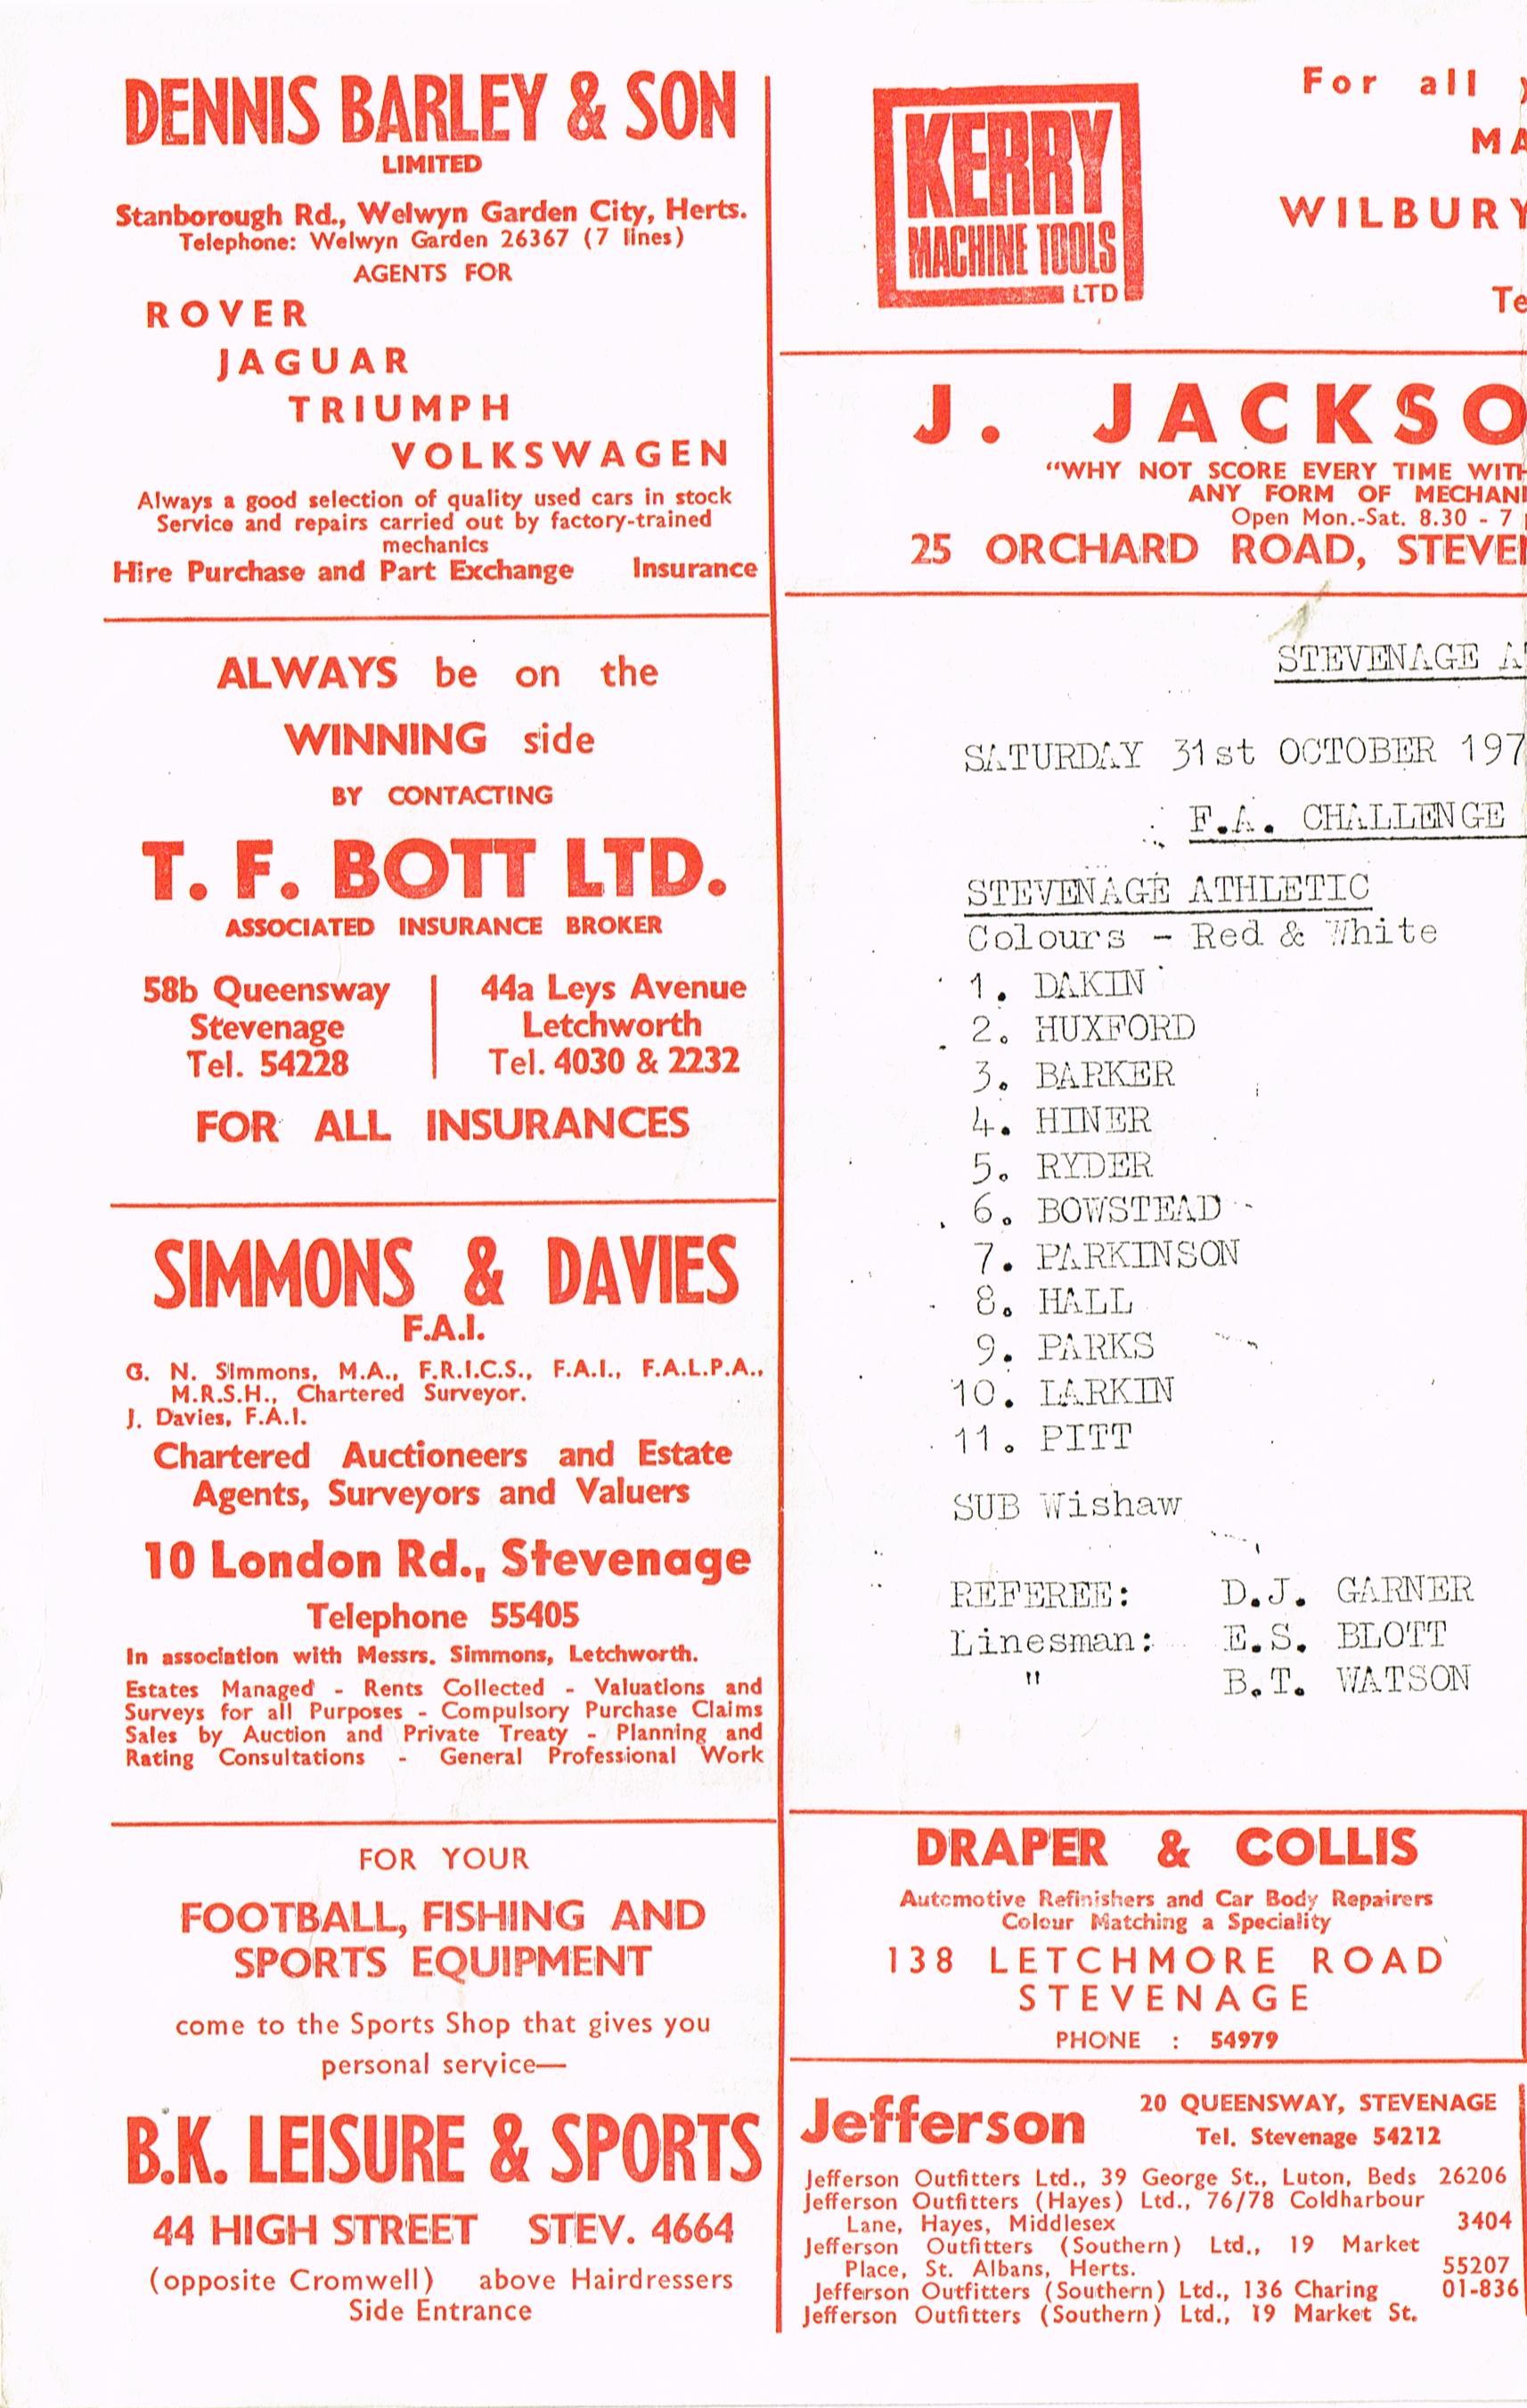 DENNIS BARLEY & SON
LIMITED
Stanborough Rd., Welwyn Garden City, Herts.
Telephone: Welwyn Garden 26367 (7 lines)
AGENTS FOR
ROVER
JAGUAR
TRIUMPH
VOLKSWAGEN
Always a good selection of quality used cars in stock
Service and repairs carried out by factory-trained
mechanics
Hire Purchase and Part Exchange Insurance
ALWAYS be on the
WINNING side
BY CONTACTING
T. F. BOTT LTD.
ASSOCIATED INSURANCE BROKER
58b Queensway
Stevenage
Tel. 54228
44a Leys Avenue
Letchworth
Tel. 4030 & 2232
FOR ALL INSURANCES
SIMMONS & DAVIES
F.A.I.
G. N. Simmons, M.A., F.R.I.C.S., F.A.I., F.A.L.P.A.,
M.R.S.H., Chartered Surveyor.
J. Davies, F.A.I.
Chartered Auctioneers and Estate
Agents, Surveyors and Valuers
10 London Rd., Stevenage
Telephone 55405
In association with Messrs. Simmons, Letchworth.
Estates Managed - Rents Collected - Valuations and
Surveys for all Purposes - Compulsory Purchase Claims
Sales by Auction and Private Treaty - Planning and
Rating Consultations - General Professional Work
FOR YOUR
FOOTBALL, FISHING AND
SPORTS EQUIPMENT
come to the Sports Shop that gives you
personal service—
B.K. LEISURE & SPORTS
44 HIGH STREET STEV. 4664
(opposite Cromwell) above Hairdressers
Side Entrance
KERRY
MACHINE TOOLS
LTD
For all
MA
WILBURY
Te
J. JACKSO
"WHY NOT SCORE EVERY TIME WITH
ANY FORM OF MECHANI
Open Mon.-Sat. 8.30 - 7
25 ORCHARD ROAD, STEVEN
STEVENAGE A
SATURDAY 31st OCTOBER 197
F.A. CHALLENGE
STEVENAGE ATHLETIC
Colours - Red & White
1. DAKIN
2. HUXFORD
3. BARKER
4. HINER
5. RYDER
6. BOWSTEAD
7. PARKINSON
8. HALL
9. PARKS
10. LARKIN
11. PITT
SUB Wishaw
REFEREE: D.J. GARNER
Linesman: E.S. BLOTT
" B.T. WATSON
DRAPER & COLLIS
Automotive Refinishers and Car Body Repairers
Colour Matching a Speciality
138 LETCHMORE ROAD
STEVENAGE
PHONE : 54979
Jefferson
20 QUEENSWAY, STEVENAGE
Tel. Stevenage 54212
Jefferson Outfitters Ltd., 39 George St., Luton, Beds 26206
Jefferson Outfitters (Hayes) Ltd., 76/78 Coldharbour
Lane, Hayes, Middlesex 3404
Jefferson Outfitters (Southern) Ltd., 19 Market
Place, St. Albans, Herts. 55207
Jefferson Outfitters (Southern) Ltd., 136 Charing 01-836
Jefferson Outfitters (Southern) Ltd., 19 Market St.